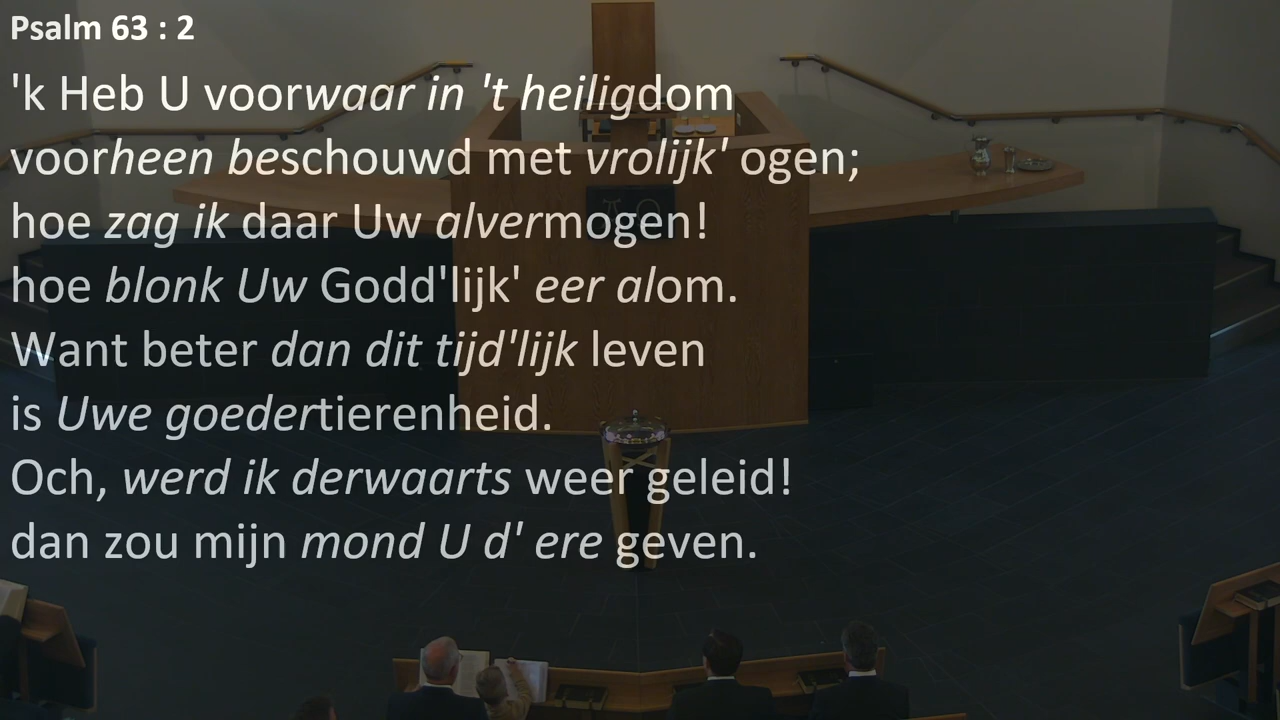 Psalm 63 : 2
'k Heb U voorwaar in 't heiligdom
voorheen beschouwd met vrolijk' ogen;
hoe zag ik daar Uw alvermogen!
hoe blonk Uw Godd'lijk' eer alom.
Want beter dan dit tijd'lijk leven
is Uwe goedertierenheid.
Och, werd ik derwaarts weer geleid!
dan zou mijn mond U d' ere geven.